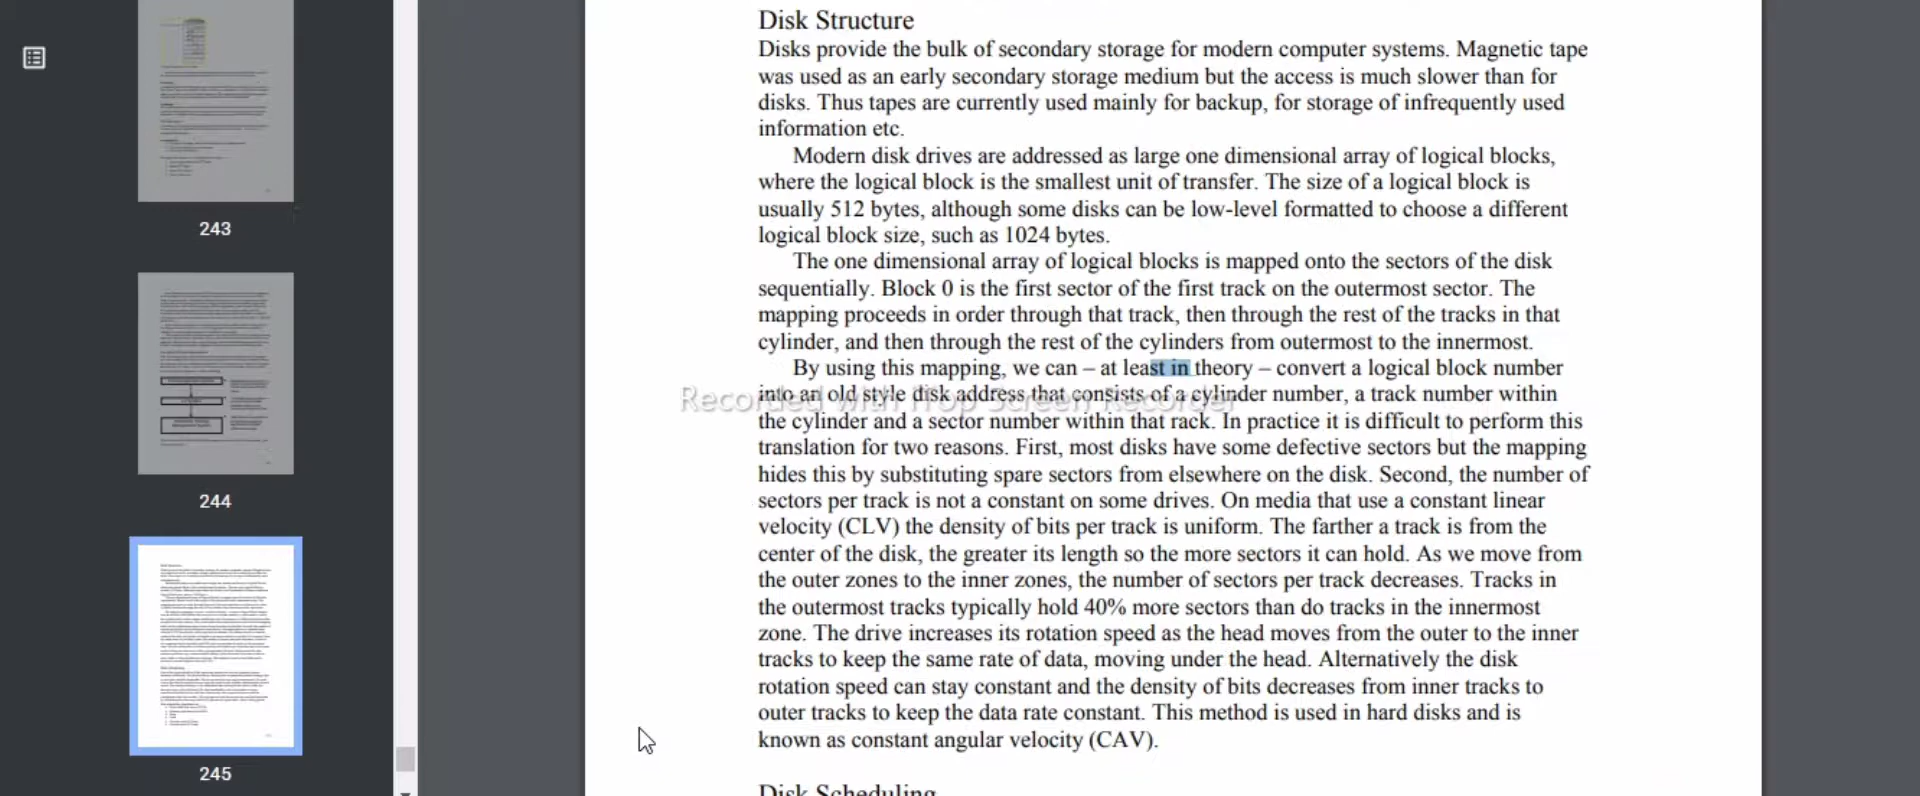 243
244
245
Disk Structure
Disks provide the bulk of secondary storage for modern computer systems. Magnetic tape
was used as an early secondary storage medium but the access is much slower than for
disks. Thus tapes are currently used mainly for backup, for storage of infrequently used
information etc.
Modern disk drives are addressed as large one dimensional array of logical blocks,
where the logical block is the smallest unit of transfer. The size of a logical block is
usually 512 bytes, although some disks can be low-level formatted to choose a different
logical block size, such as 1024 bytes.
The one dimensional array of logical blocks is mapped onto the sectors of the disk
sequentially. Block 0 is the first sector of the first track on the outermost sector. The
mapping proceeds in order through that track, then through the rest of the tracks in that
cylinder, and then through the rest of the cylinders from outermost to the innermost.
By using this mapping, we can – at least in theory – convert a logical block number
into an old style disk address that consists of a cylinder number, a track number within
Recorded with iTop Screen Recorder
the cylinder and a sector number within that rack. In practice it is difficult to perform this
translation for two reasons. First, most disks have some defective sectors but the mapping
hides this by substituting spare sectors from elsewhere on the disk. Second, the number of
sectors per track is not a constant on some drives. On media that use a constant linear
velocity (CLV) the density of bits per track is uniform. The farther a track is from the
center of the disk, the greater its length so the more sectors it can hold. As we move from
the outer zones to the inner zones, the number of sectors per track decreases. Tracks in
the outermost tracks typically hold 40% more sectors than do tracks in the innermost
zone. The drive increases its rotation speed as the head moves from the outer to the inner
tracks to keep the same rate of data, moving under the head. Alternatively the disk
rotation speed can stay constant and the density of bits decreases from inner tracks to
outer tracks to keep the data rate constant. This method is used in hard disks and is
known as constant angular velocity (CAV).
Disk Scheduling